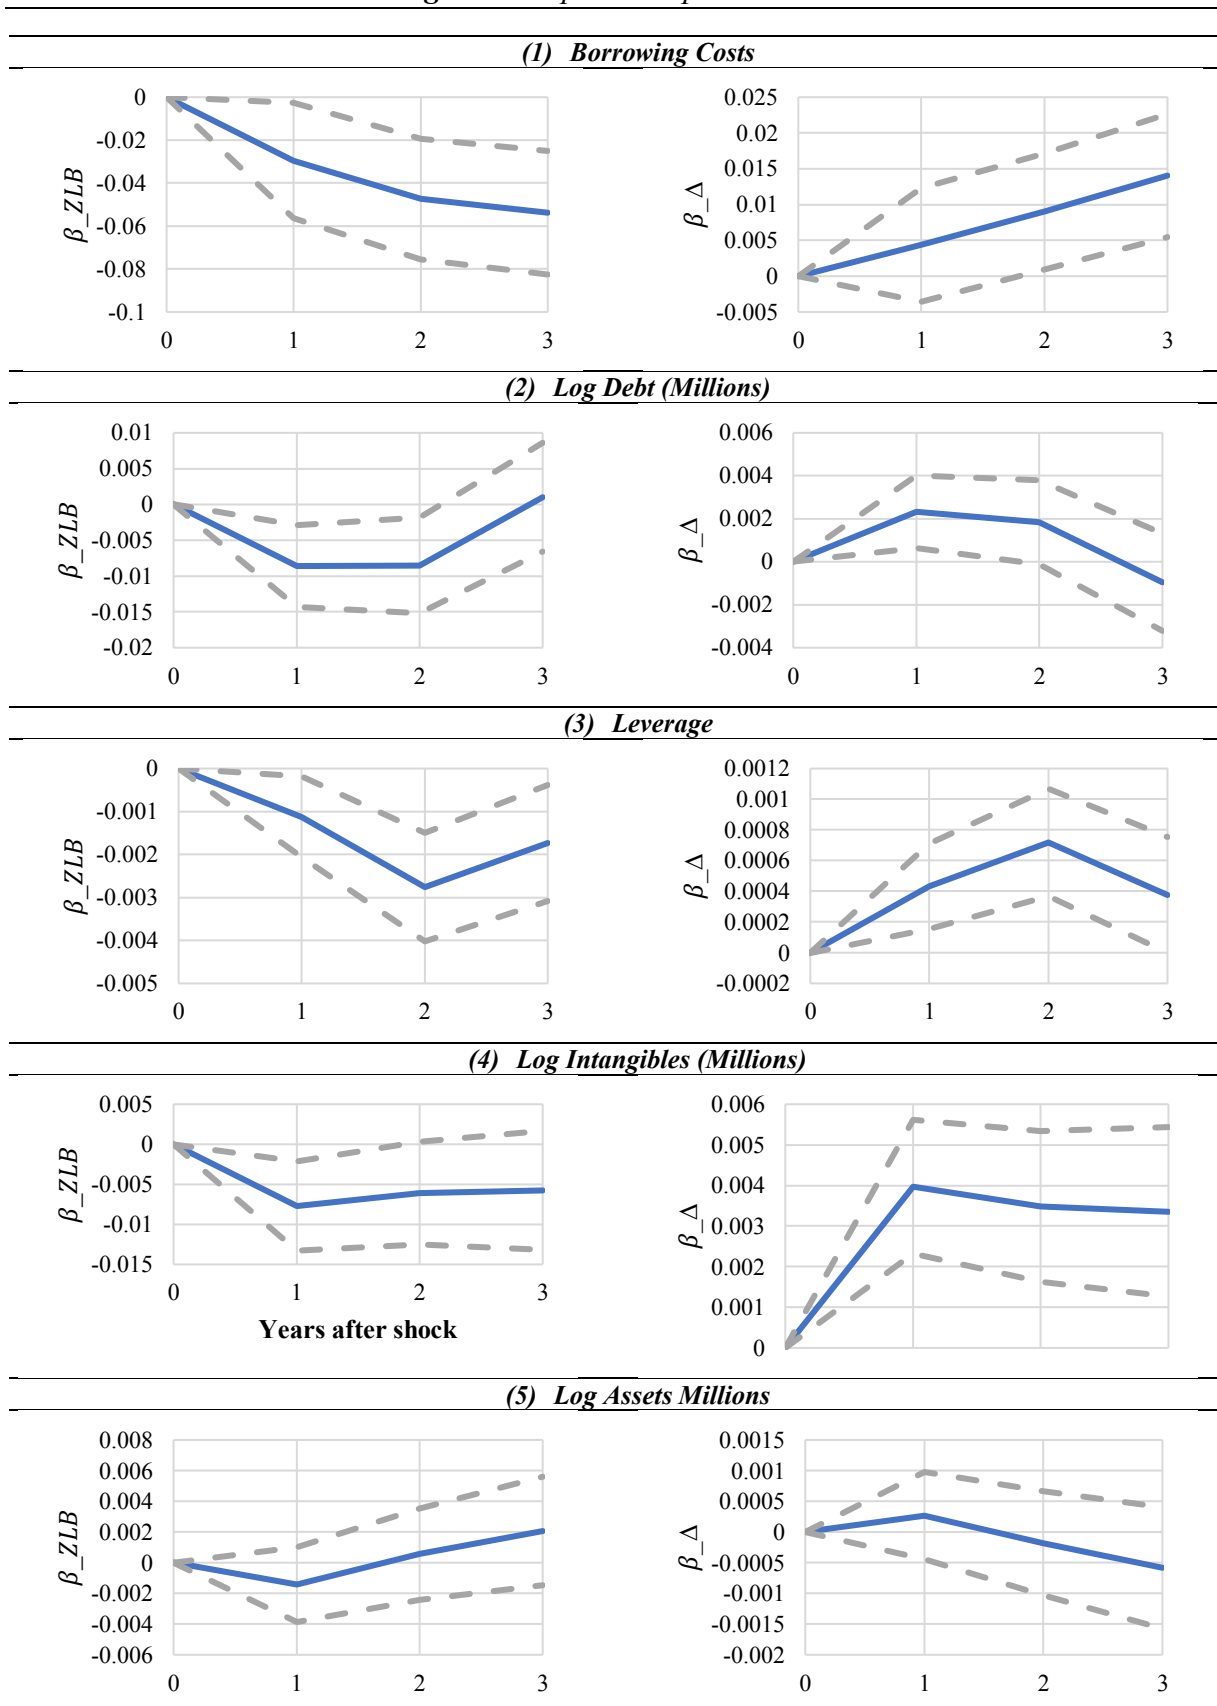 (1) Borrowing Costs
0
-0.02
-0.04
-0.06
-0.08
-0.1
β_ZLB
0 1 2 3
0.025
0.02
0.015
0.01
0.005
0
-0.005
β_Δ
0 1 2 3
(2) Log Debt (Millions)
0.01
0.005
0
-0.005
-0.01
-0.015
-0.02
β_ZLB
0 1 2 3
0.006
0.004
0.002
0
-0.002
-0.004
β_Δ
0 1 2 3
(3) Leverage
0
-0.001
-0.002
-0.003
-0.004
-0.005
β_ZLB
0 1 2 3
0.0012
0.001
0.0008
0.0006
0.0004
0.0002
0
-0.0002
β_Δ
0 1 2 3
(4) Log Intangibles (Millions)
0.005
0
-0.005
-0.01
-0.015
β_ZLB
0 1 2 3
Years after shock
0.006
0.005
0.004
0.003
0.002
0.001
0
β_Δ
(5) Log Assets Millions
0.008
0.006
0.004
0.002
0
-0.002
-0.004
-0.006
β_ZLB
0 1 2 3
0.0015
0.001
0.0005
0
-0.0005
-0.001
-0.0015
-0.002
β_Δ
0 1 2 3